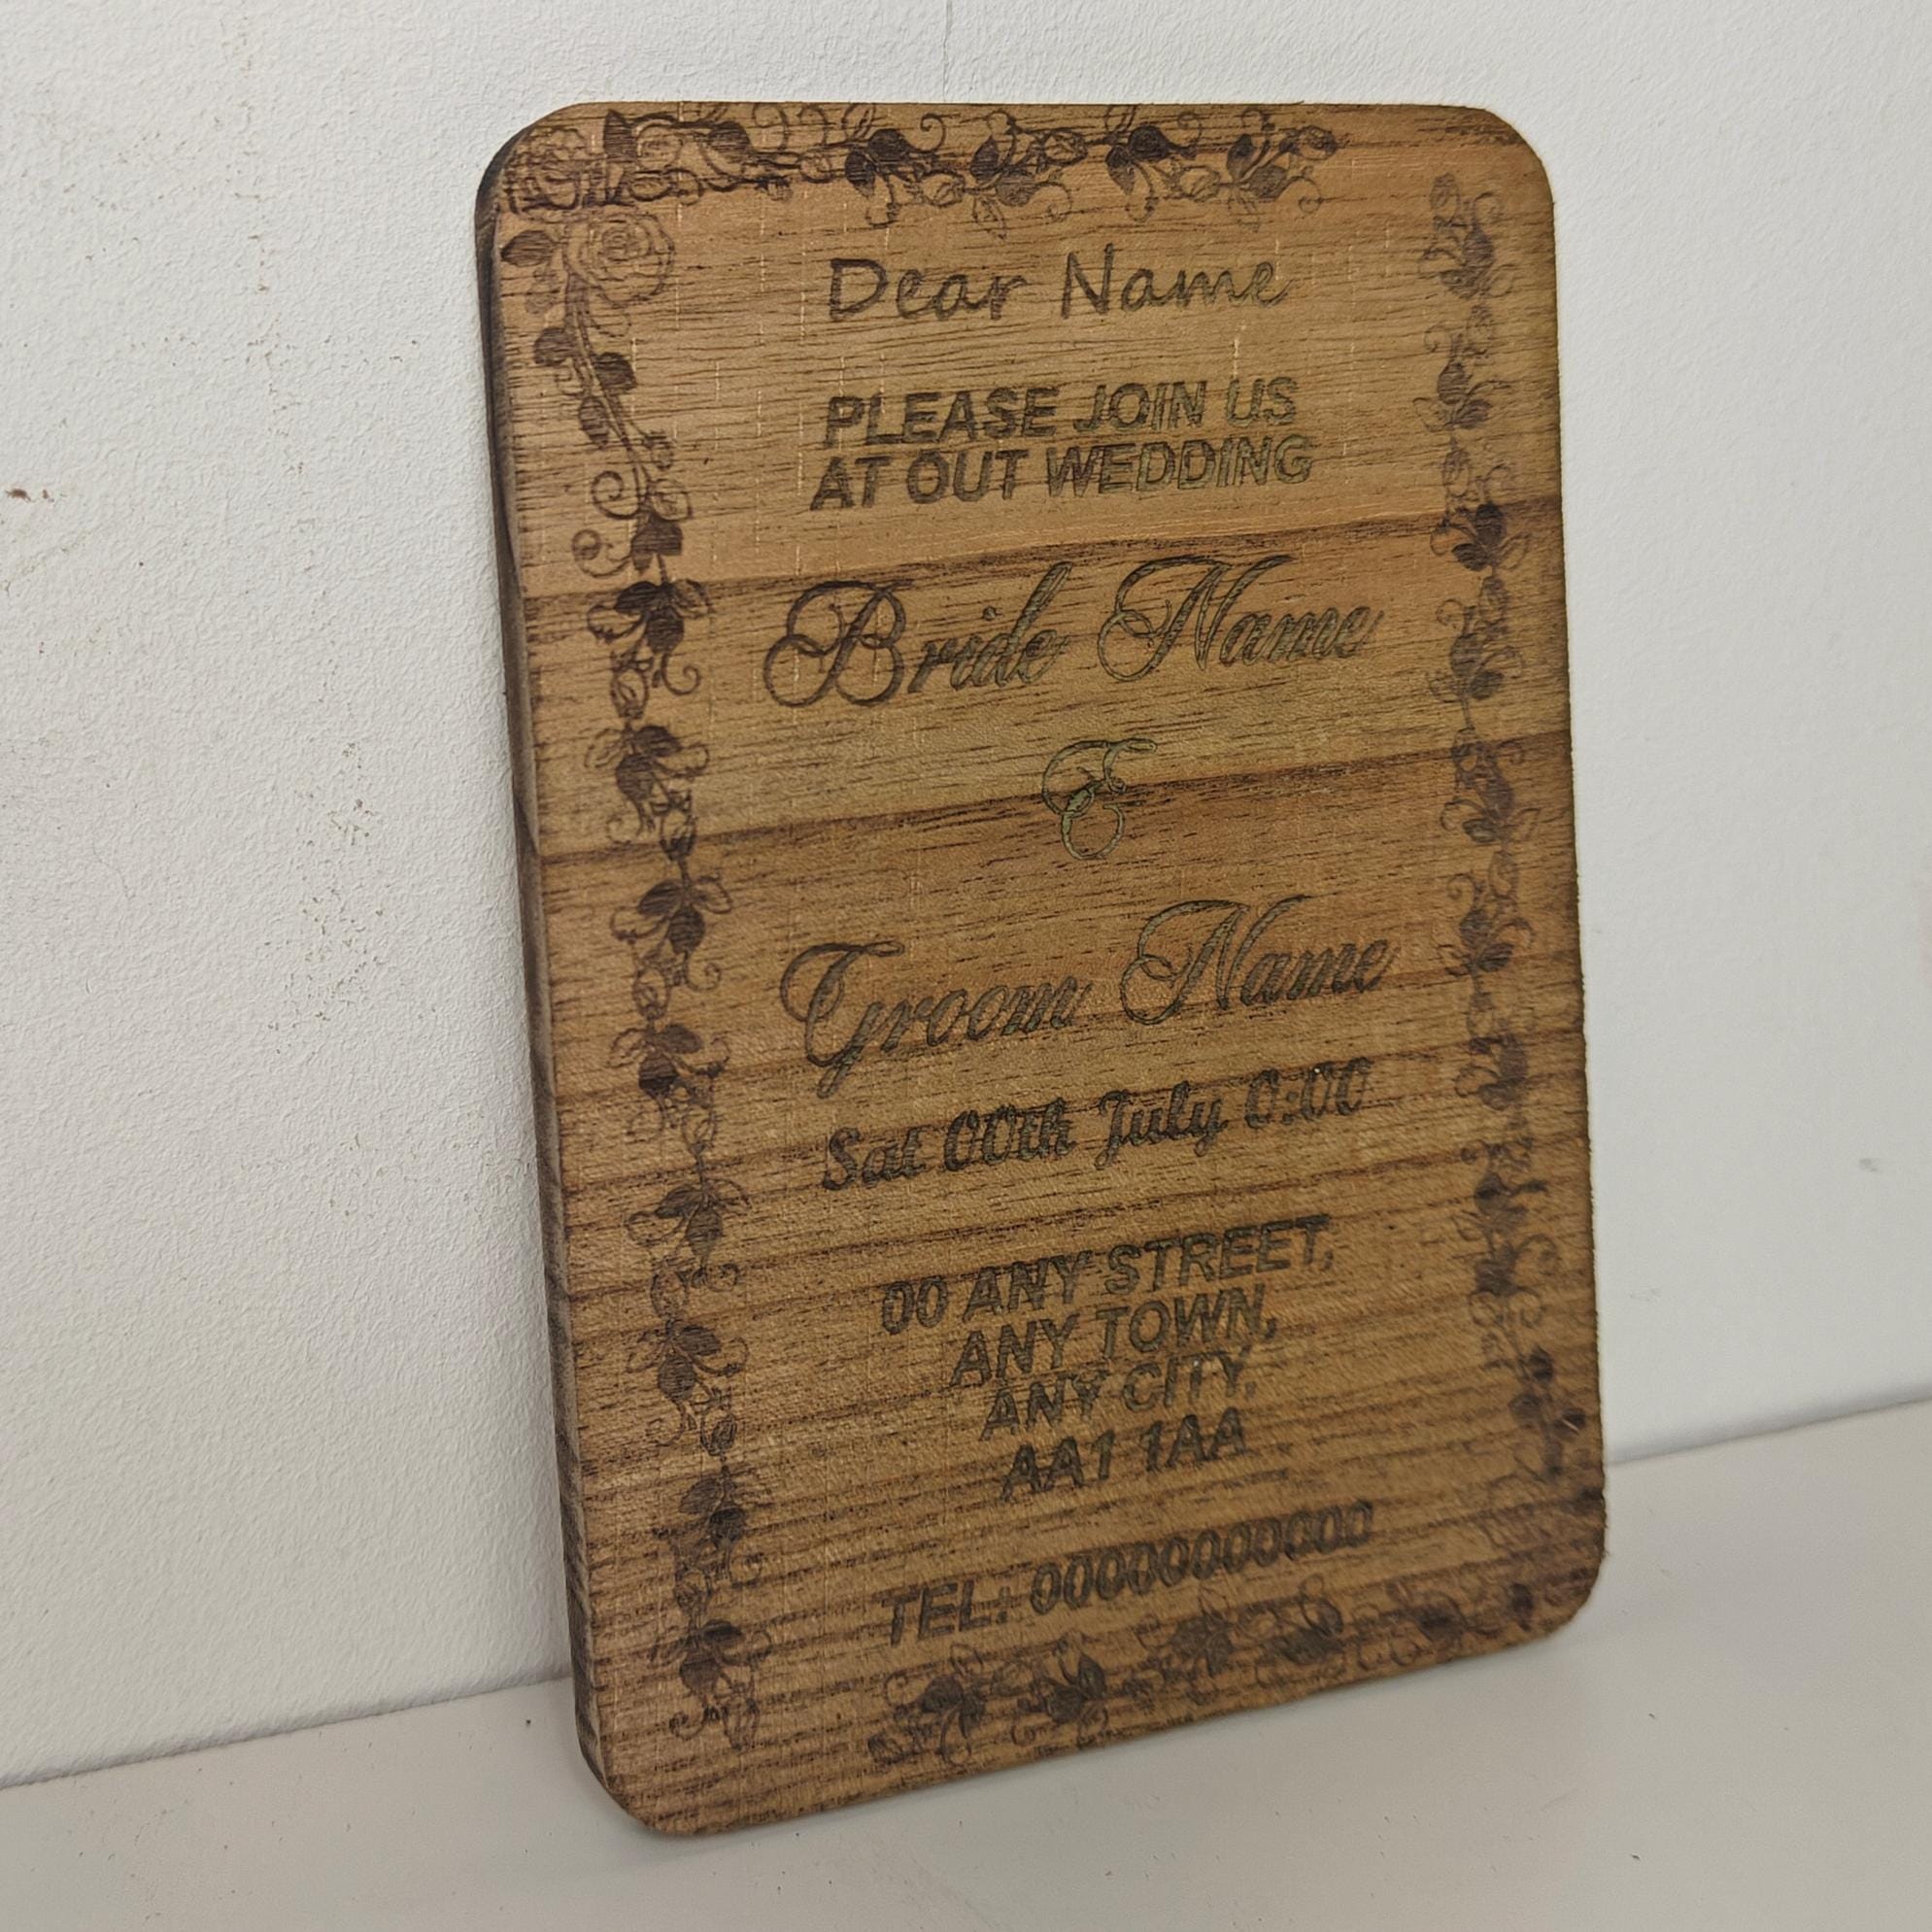 Dear Name
PLEASE JOIN US
AT OUT WEDDING
Bride Name
&
Groom Name
Sat 00th July 0:00
00 ANY STREET,
ANY TOWN,
ANY CITY,
AA1 1AA
TEL: 00000000000